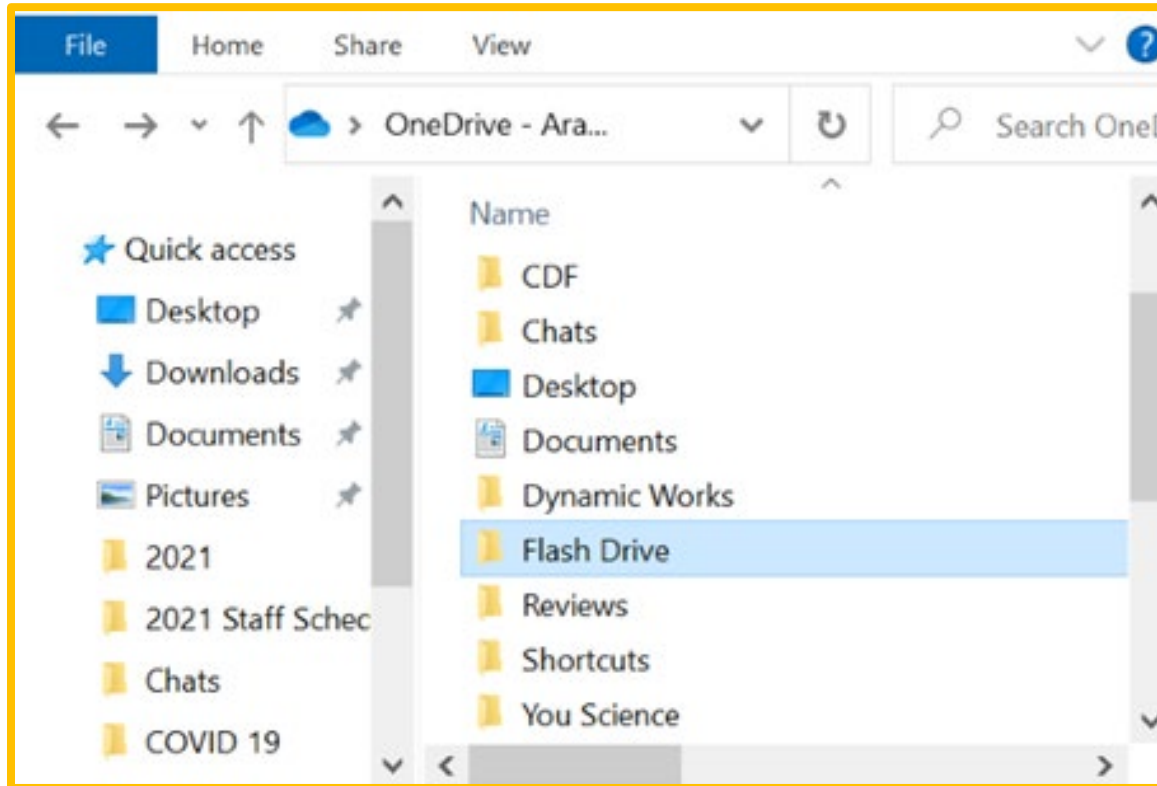 File Home Share View ?
OneDrive - Ara... Search OneD
Name
Quick access
Desktop
Downloads
Documents
Pictures
2021
2021 Staff Schec
Chats
COVID 19
CDF
Chats
Desktop
Documents
Dynamic Works
Flash Drive
Reviews
Shortcuts
You Science